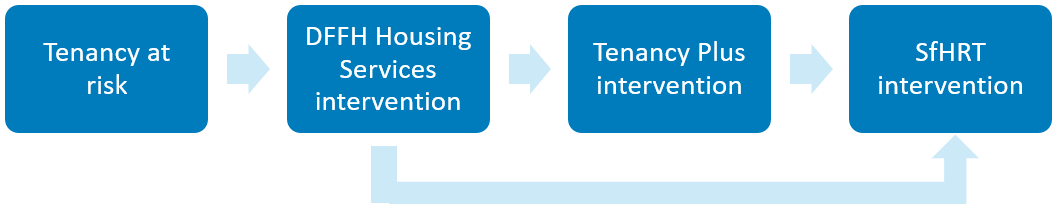 Tenancy at
risk
DFFH Housing
Services
intervention
Tenancy Plus
intervention
SfHRT
intervention